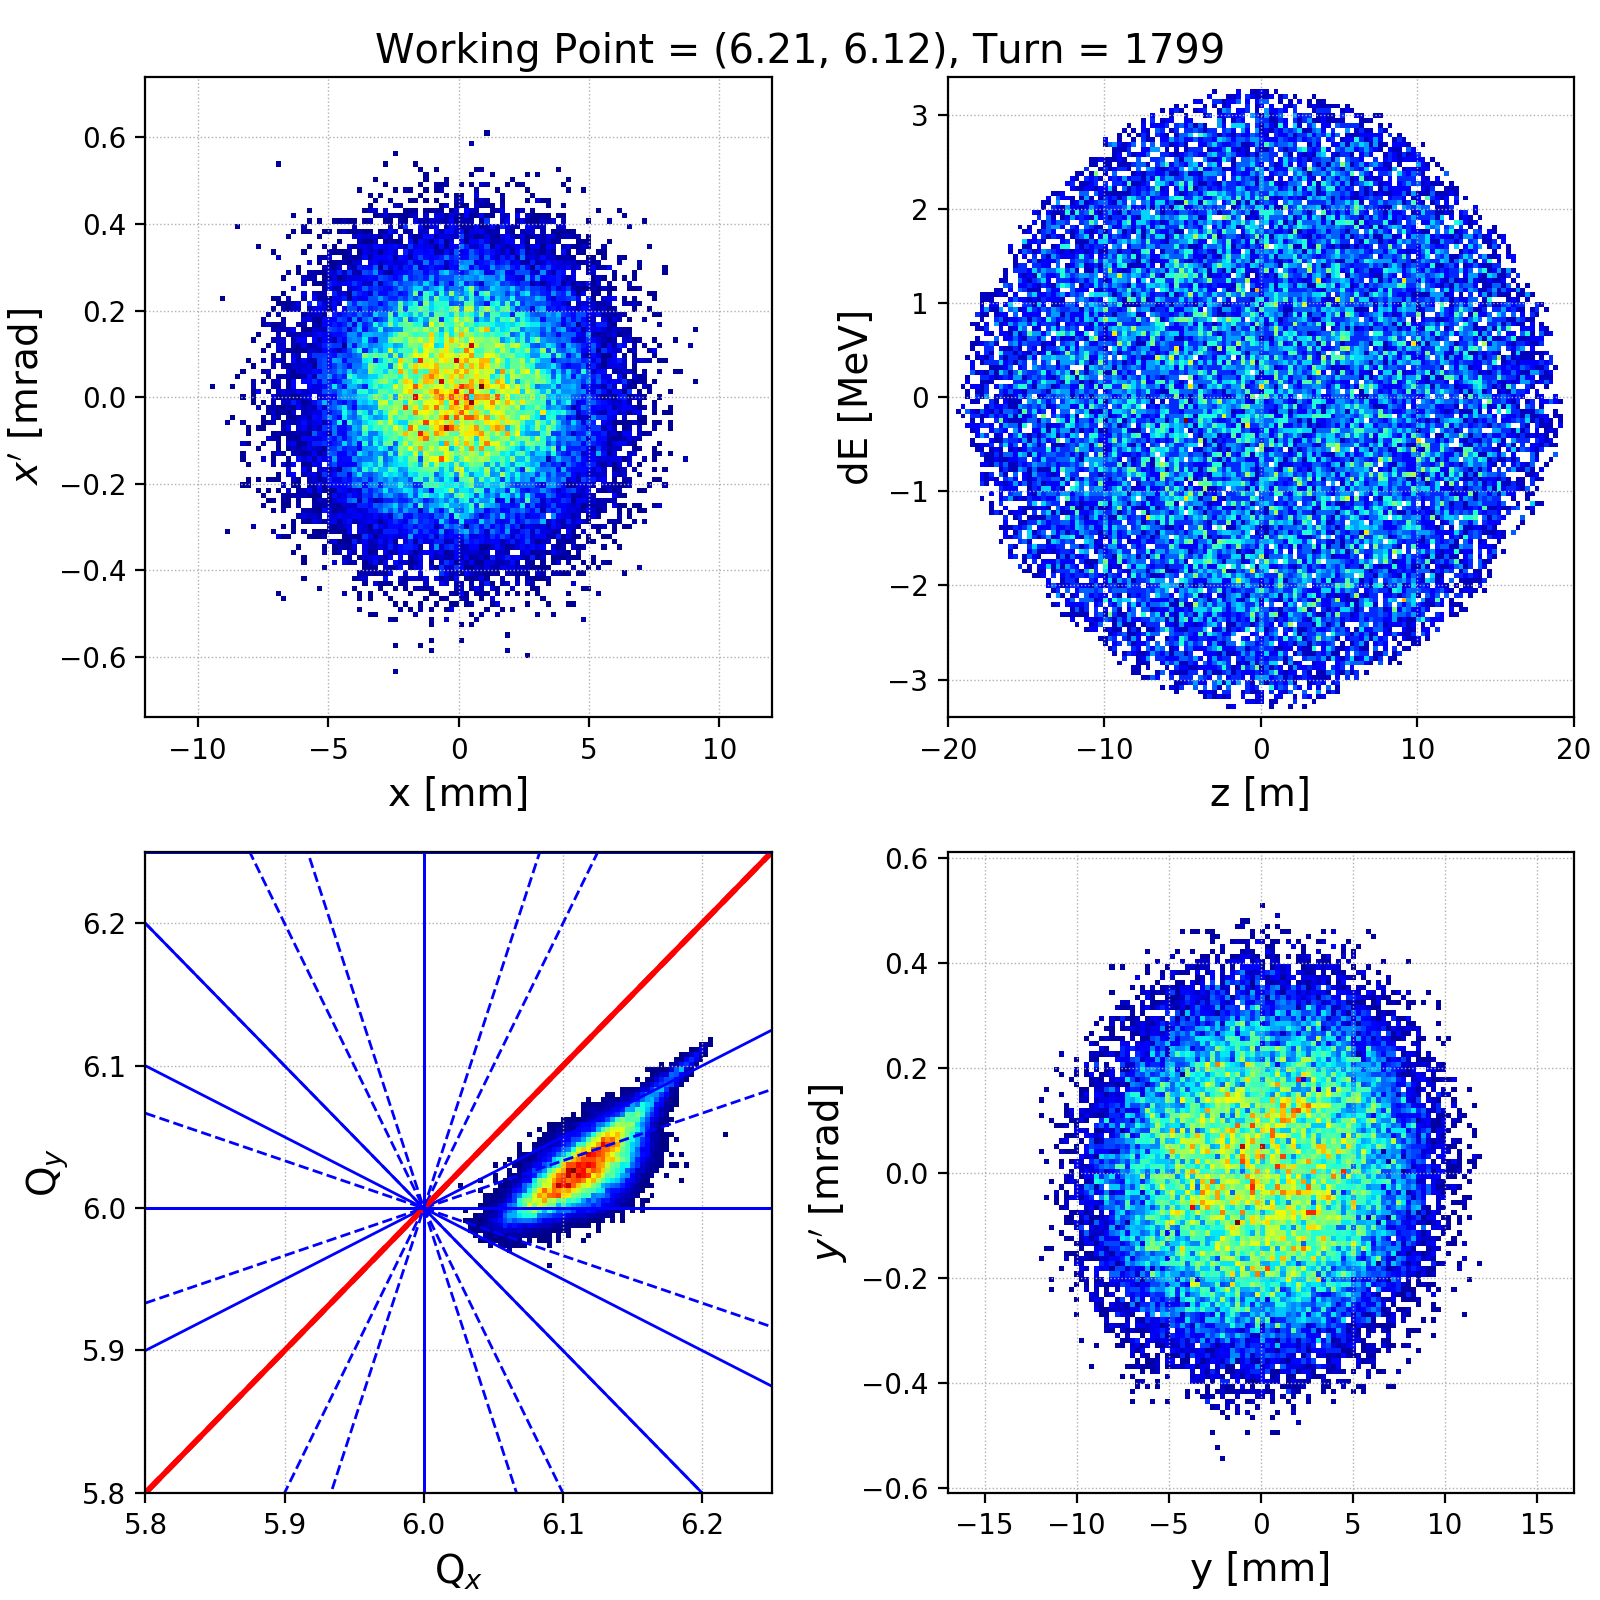 Working Point = (6.21, 6.12), Turn = 1799
0.6
0.4
0.2
0.0
−0.2
−0.4
−0.6
x′ [mrad]
−10 −5 0 5 10
x [mm]
3
2
1
0
−1
−2
−3
dE [MeV]
−20 −10 0 10 20
z [m]
6.2
6.1
6.0
5.9
5.8
Qy
5.8 5.9 6.0 6.1 6.2
Qx
0.6
0.4
0.2
0.0
−0.2
−0.4
−0.6
y′ [mrad]
−15 −10 −5 0 5 10 15
y [mm]